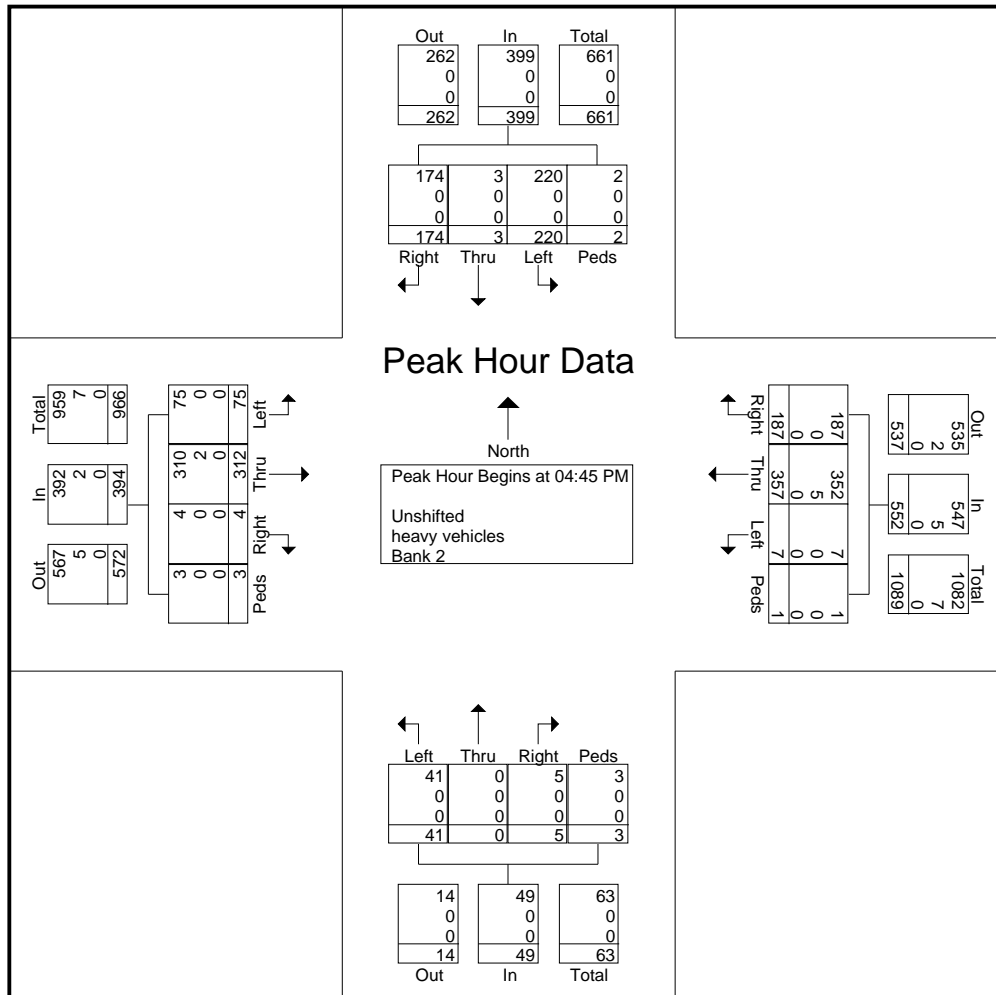 Out In Total
262 399 661
0 0 0
0 0 0
262 399 661
174 3 220 2
0 0 0 0
0 0 0 0
174 3 220 2
Right Thru Left Peds
Peak Hour Data
North
Peak Hour Begins at 04:45 PM
Unshifted
heavy vehicles
Bank 2
Total
959
7
0
966
In
392
2
0
394
Out
567
5
0
572
75
0
0
75
Left
310
2
0
312
Thru
4
0
0
4
Right
3
0
0
3
Peds
Right
187
0
0
187
Thru
352
5
0
357
Left
7
0
0
7
Peds
1
0
0
1
Out
535
2
0
537
In
547
5
0
552
Total
1082
7
0
1089
Left Thru Right Peds
41 0 5 3
0 0 0 0
0 0 0 0
41 0 5 3
14 49 63
0 0 0
0 0 0
14 49 63
Out In Total